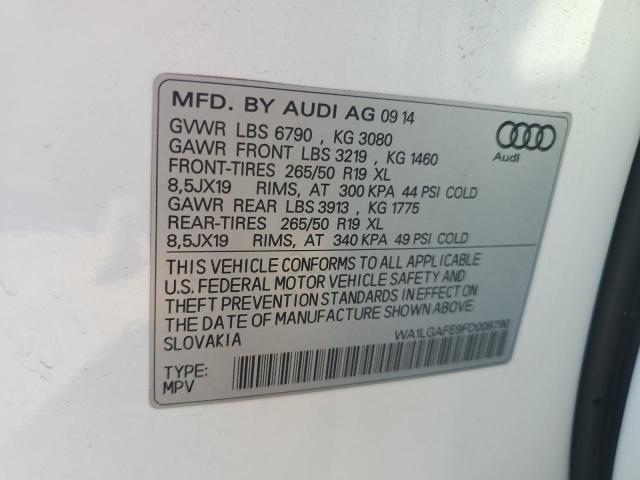 MFD. BY AUDI AG 09 14
GVWR LBS 6790 , KG 3080
GAWR FRONT LBS 3219 , KG 1460
FRONT-TIRES 265/50 R19 XL
8,5JX19 RIMS, AT 300 KPA 44 PSI COLD
GAWR REAR LBS 3913 , KG 1775
REAR-TIRES 265/50 R19 XL
8,5JX19 RIMS, AT 340 KPA 49 PSI COLD
Audi
THIS VEHICLE CONFORMS TO ALL APPLICABLE
U.S. FEDERAL MOTOR VEHICLE SAFETY AND
THEFT PREVENTION STANDARDS IN EFFECT ON
THE DATE OF MANUFACTURE SHOWN ABOVE.
SLOVAKIA
WA1LGAFE9FD008790
TYPE:
MPV